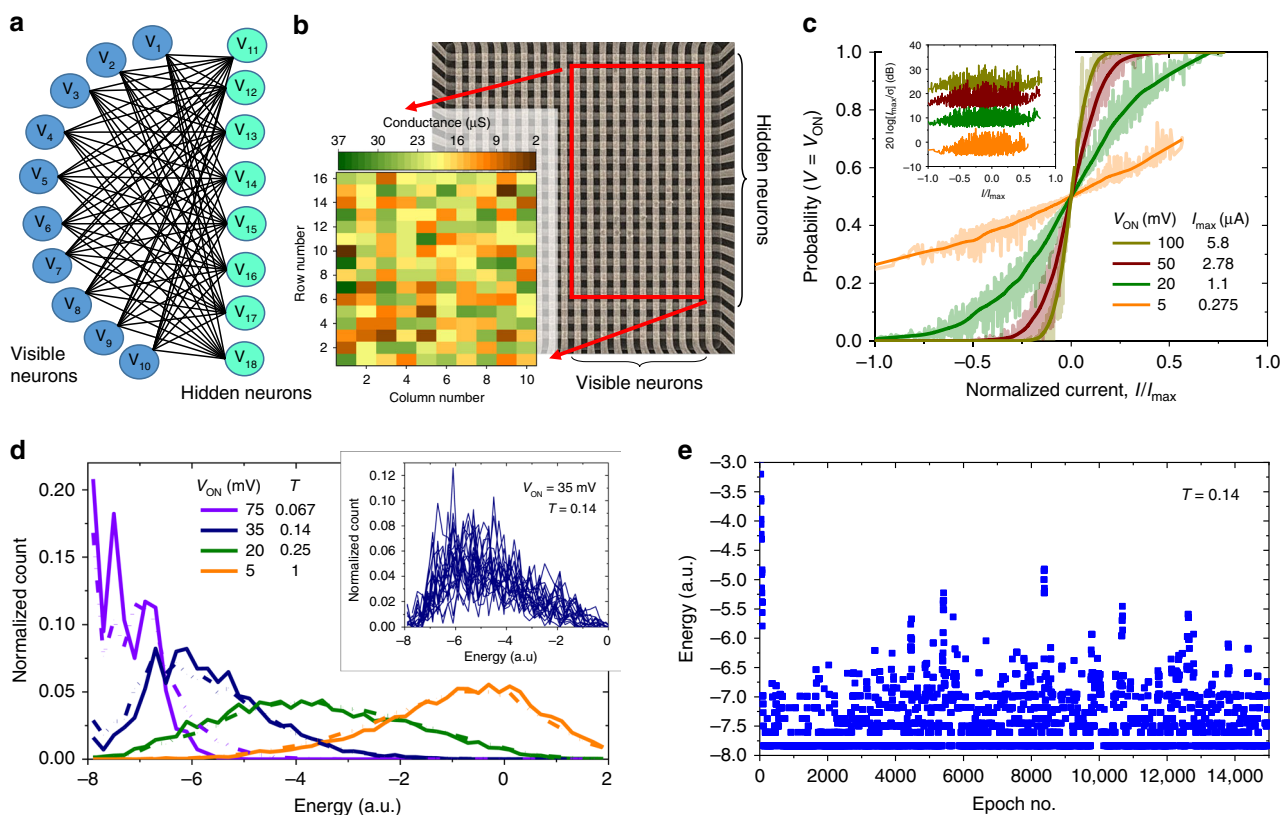 a
V1
V2
V3
V4
V5
V6
V7
V8
V9
V10
V11
V12
V13
V14
V15
V16
V17
V18
Visible
neurons
Hidden neurons
b
Conductance (μS)
37 30 23 16 9 2
Row number
16
14
12
10
8
6
4
2
2 4 6 8 10
Column number
Hidden neurons
Visible neurons
c
Probability (V = VON)
1.0
0.8
0.6
0.4
0.2
0.0
–1.0 –0.5 0.0 0.5 1.0
Normalized current, I/Imax
20 log[Imax/σ] (dB)
40
30
20
10
0
–10
–1.0 –0.5 0.0 0.5 1.0
I/Imax
VON (mV) Imax (μA)
100 5.8
50 2.78
20 1.1
5 0.275
d
Normalized count
0.20
0.15
0.10
0.05
0.00
–8 –6 –4 –2 0 2
Energy (a.u.)
VON (mV) T
75 0.067
35 0.14
20 0.25
5 1
Normalized count
0.12
0.10
0.08
0.06
0.04
0.02
0.00
–8 –6 –4 –2 0
Energy (a.u)
VON = 35 mV
T = 0.14
e
Energy (a.u.)
–3.0
–3.5
–4.0
–4.5
–5.0
–5.5
–6.0
–6.5
–7.0
–7.5
–8.0
0 2000 4000 6000 8000 10,000 12,000 14,000
Epoch no.
T = 0.14